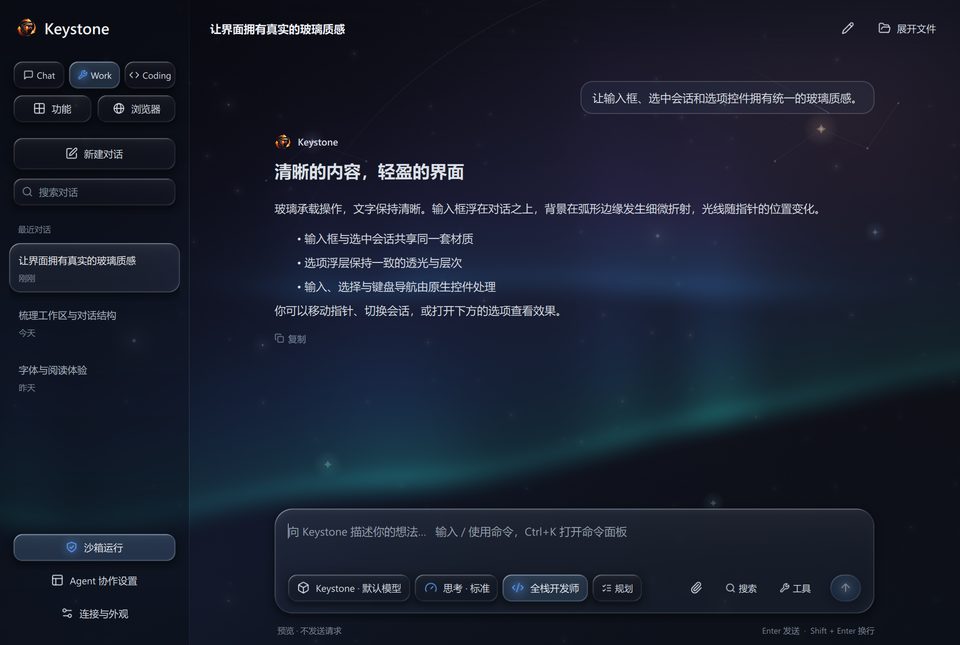 Keystone
Chat
Work
Coding
功能
浏览器
新建对话
搜索对话
最近对话
让界面拥有真实的玻璃质感
刚刚
梳理工作区与对话结构
今天
字体与阅读体验
昨天
沙箱运行
Agent 协作设置
连接与外观
让界面拥有真实的玻璃质感
展开文件
让输入框、选中会话和选项控件拥有统一的玻璃质感。
Keystone
清晰的内容，轻盈的界面
玻璃承载操作，文字保持清晰。输入框浮在对话之上，背景在弧形边缘发生细微折射，光线随指针的位置变化。
• 输入框与选中会话共享同一套材质
• 选项浮层保持一致的透光与层次
• 输入、选择与键盘导航由原生控件处理
你可以移动指针、切换会话，或打开下方的选项查看效果。
复制
向 Keystone 描述你的想法... 输入 / 使用命令，Ctrl+K 打开命令面板
Keystone · 默认模型
思考 · 标准
全栈开发师
规划
搜索
工具
预览 · 不发送请求
Enter 发送 · Shift + Enter 换行